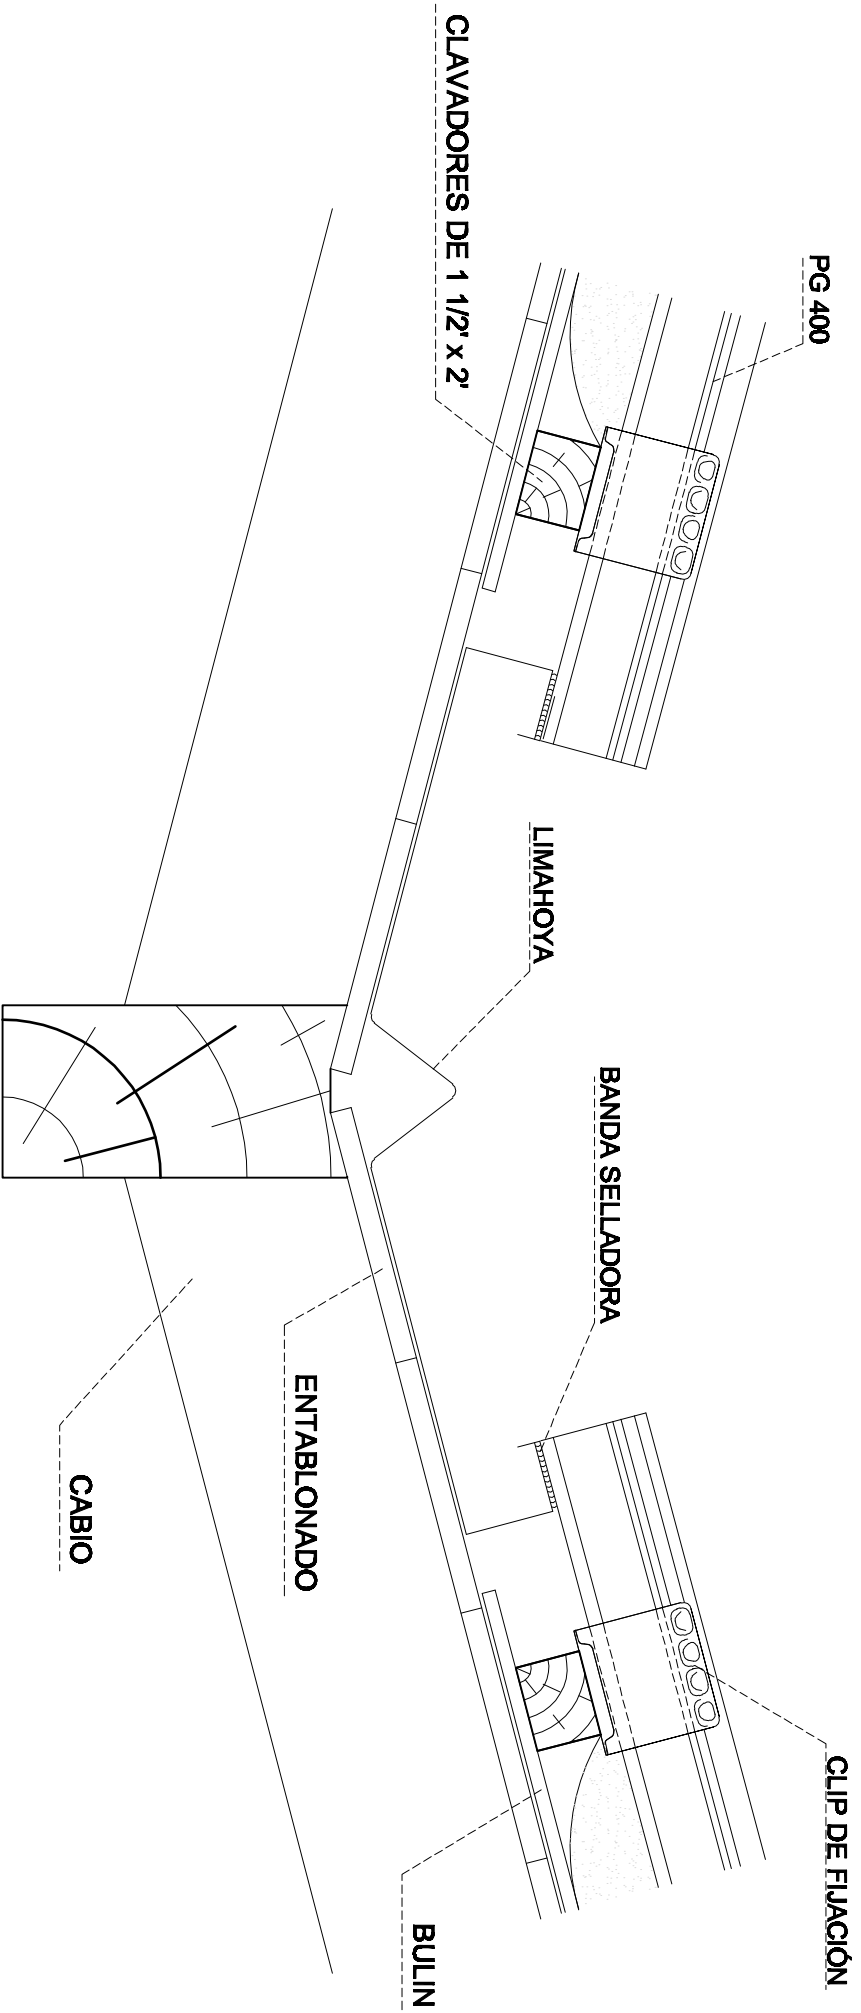 PG 400
CLAVADORES DE 1 1/2' x 2'
LIMAHOYA
BANDA SELLADORA
CLIP DE FIJACIÓN
ENTABLONADO
CABIO
BULIN